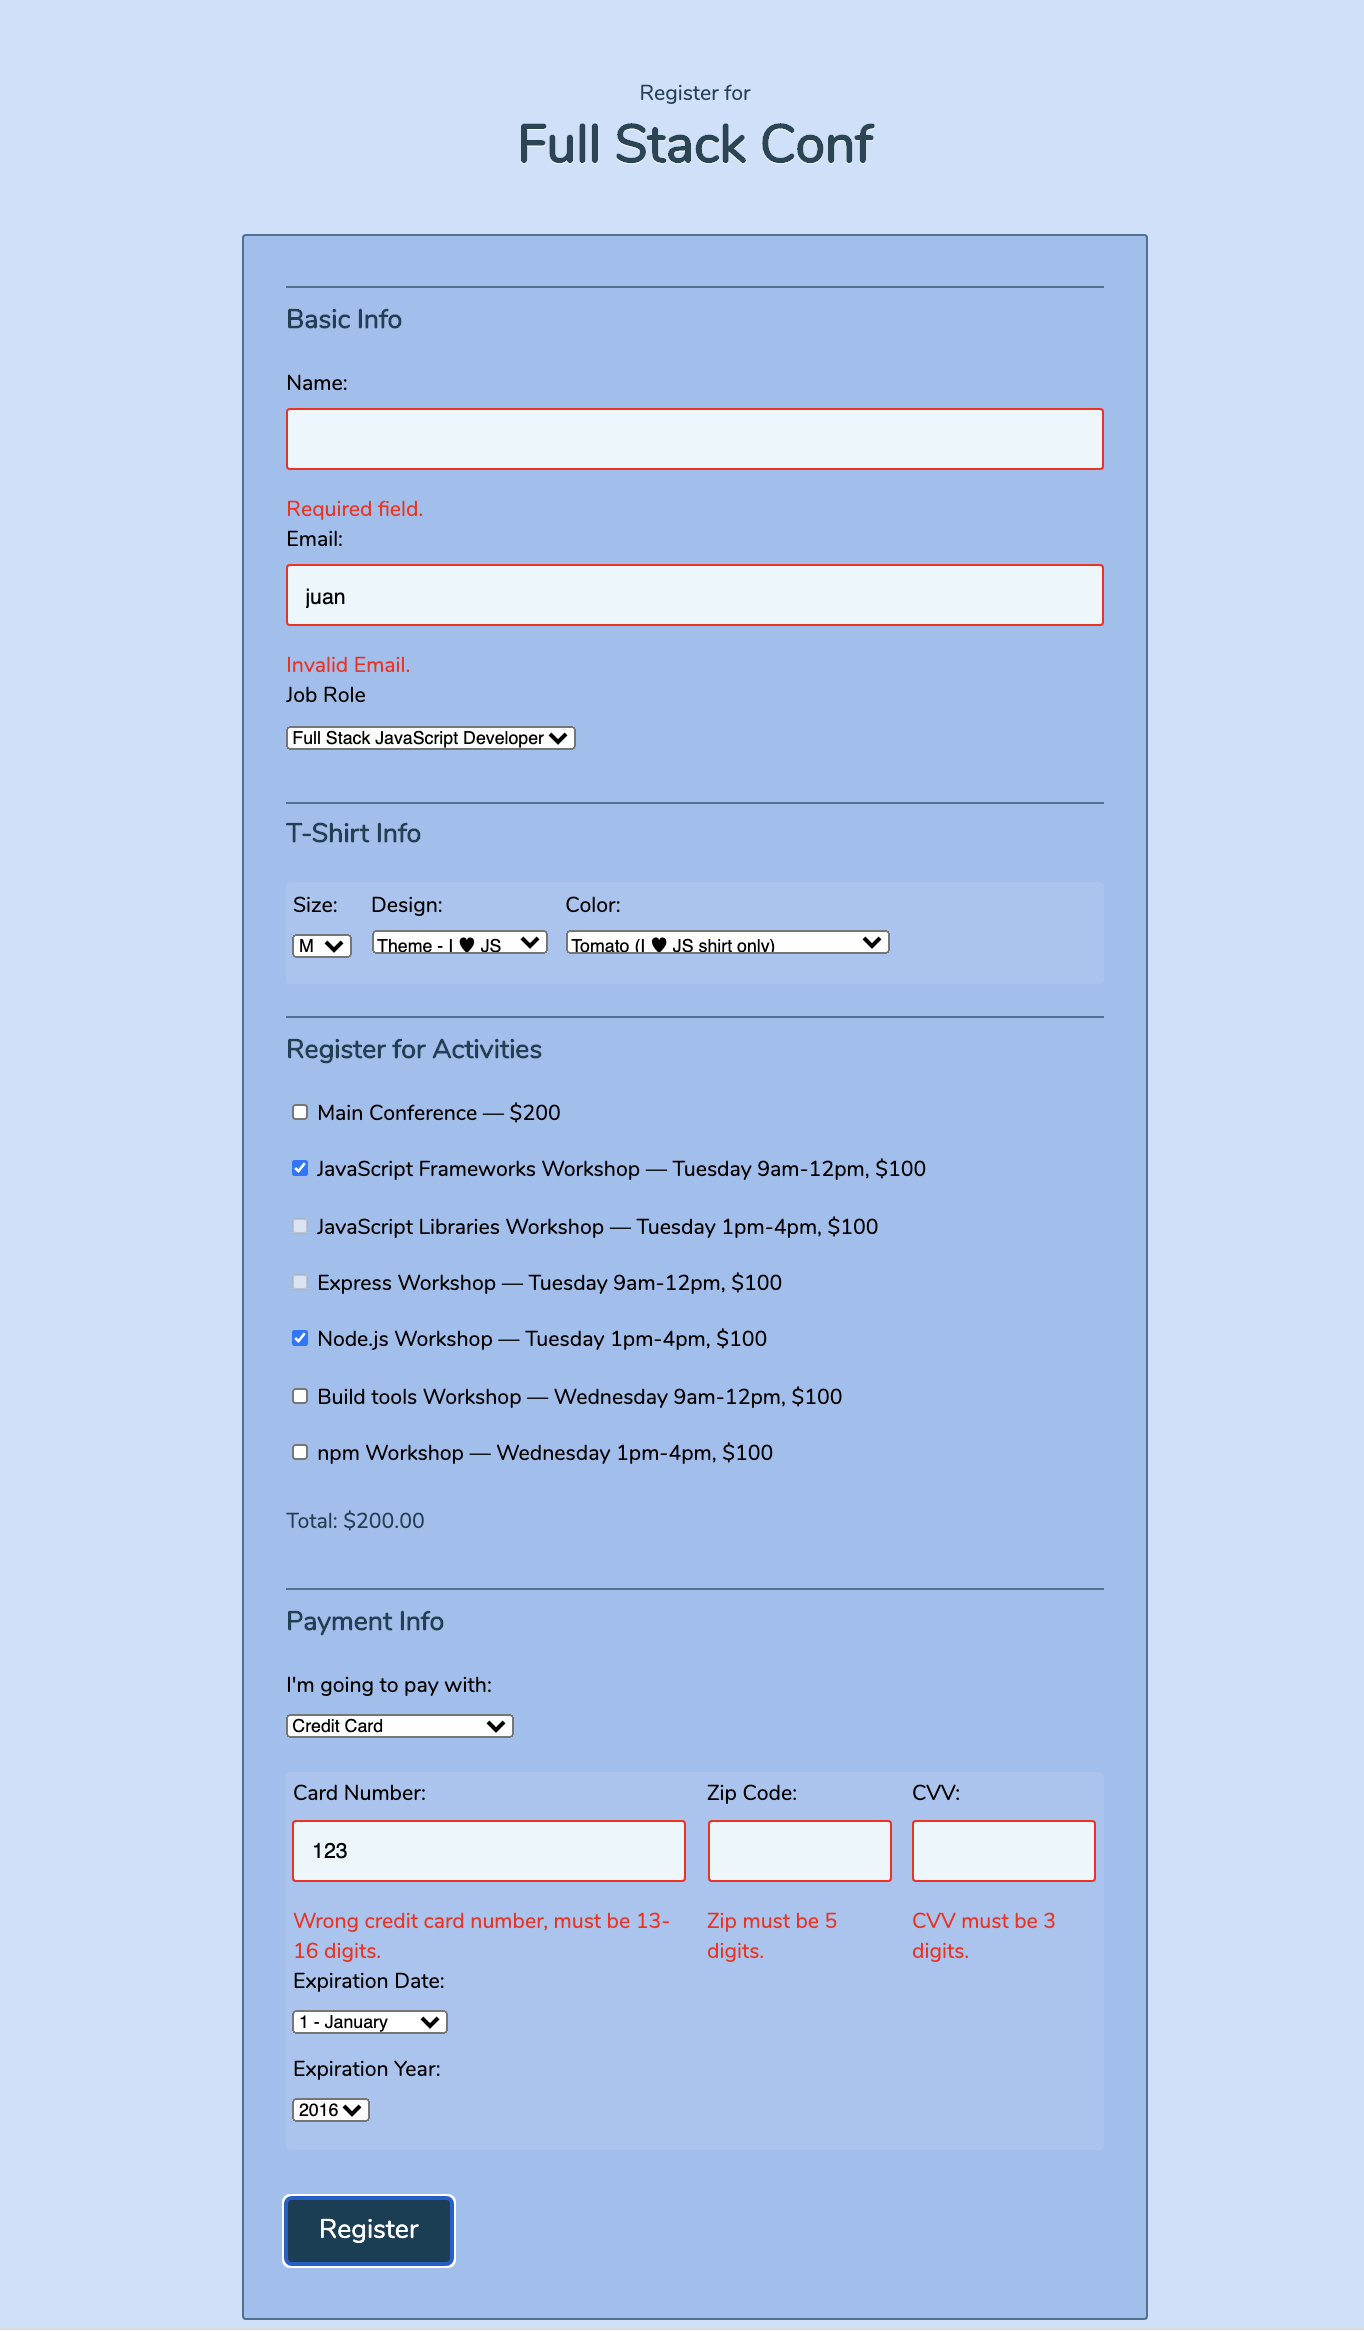 Register for
Full Stack Conf
Basic Info
Name:
Required field.
Email:
juan
Invalid Email.
Job Role
Full Stack JavaScript Developer
T-Shirt Info
Size: Design: Color:
M Theme - I ♥ JS Tomato (I ♥ JS shirt only)
Register for Activities
Main Conference — $200
JavaScript Frameworks Workshop — Tuesday 9am-12pm, $100
JavaScript Libraries Workshop — Tuesday 1pm-4pm, $100
Express Workshop — Tuesday 9am-12pm, $100
Node.js Workshop — Tuesday 1pm-4pm, $100
Build tools Workshop — Wednesday 9am-12pm, $100
npm Workshop — Wednesday 1pm-4pm, $100
Total: $200.00
Payment Info
I'm going to pay with:
Credit Card
Card Number: Zip Code: CVV:
123
Wrong credit card number, must be 13-
16 digits.
Zip must be 5
digits.
CVV must be 3
digits.
Expiration Date:
1 - January
Expiration Year:
2016
Register